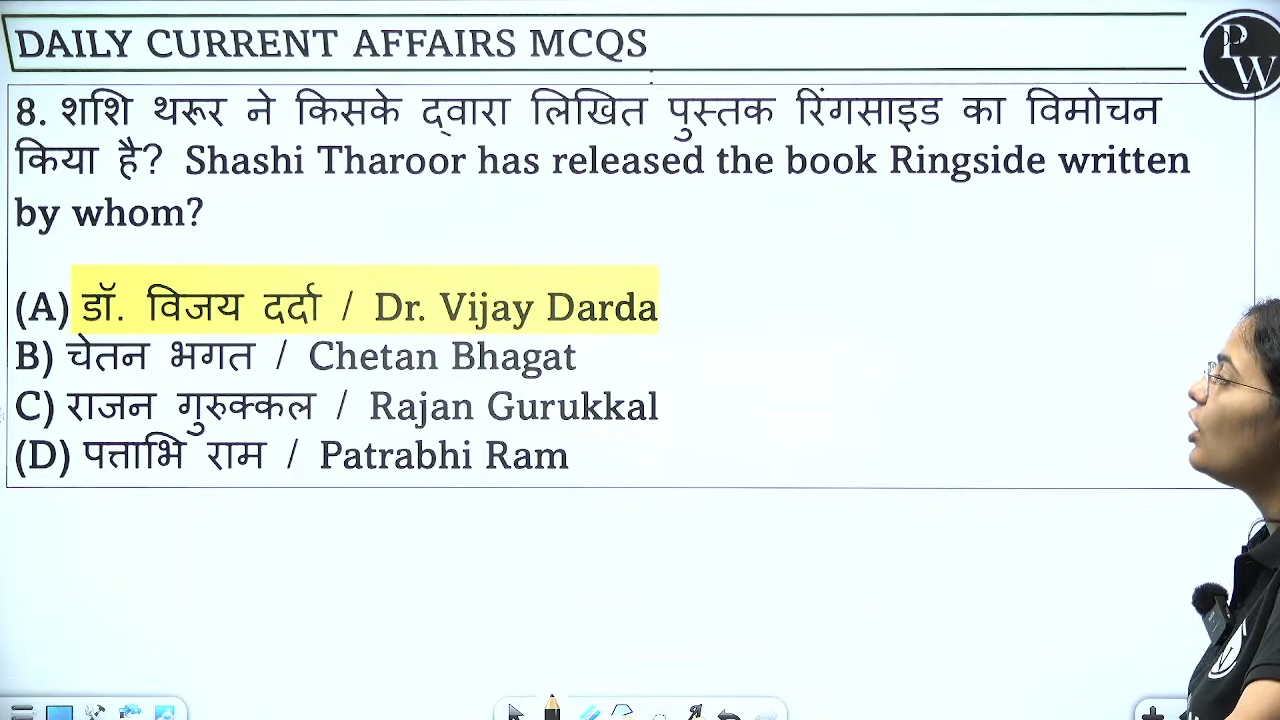 DAILY CURRENT AFFAIRS MCQS
PW
8. शशि थरूर ने किसके द्वारा लिखित पुस्तक रिंगसाइड का विमोचन
किया है? Shashi Tharoor has released the book Ringside written
by whom?
(A) डॉ. विजय दर्दा / Dr. Vijay Darda
B) चेतन भगत / Chetan Bhagat
C) राजन गुरुक्कल / Rajan Gurukkal
(D) पत्ताभि राम / Patrabhi Ram